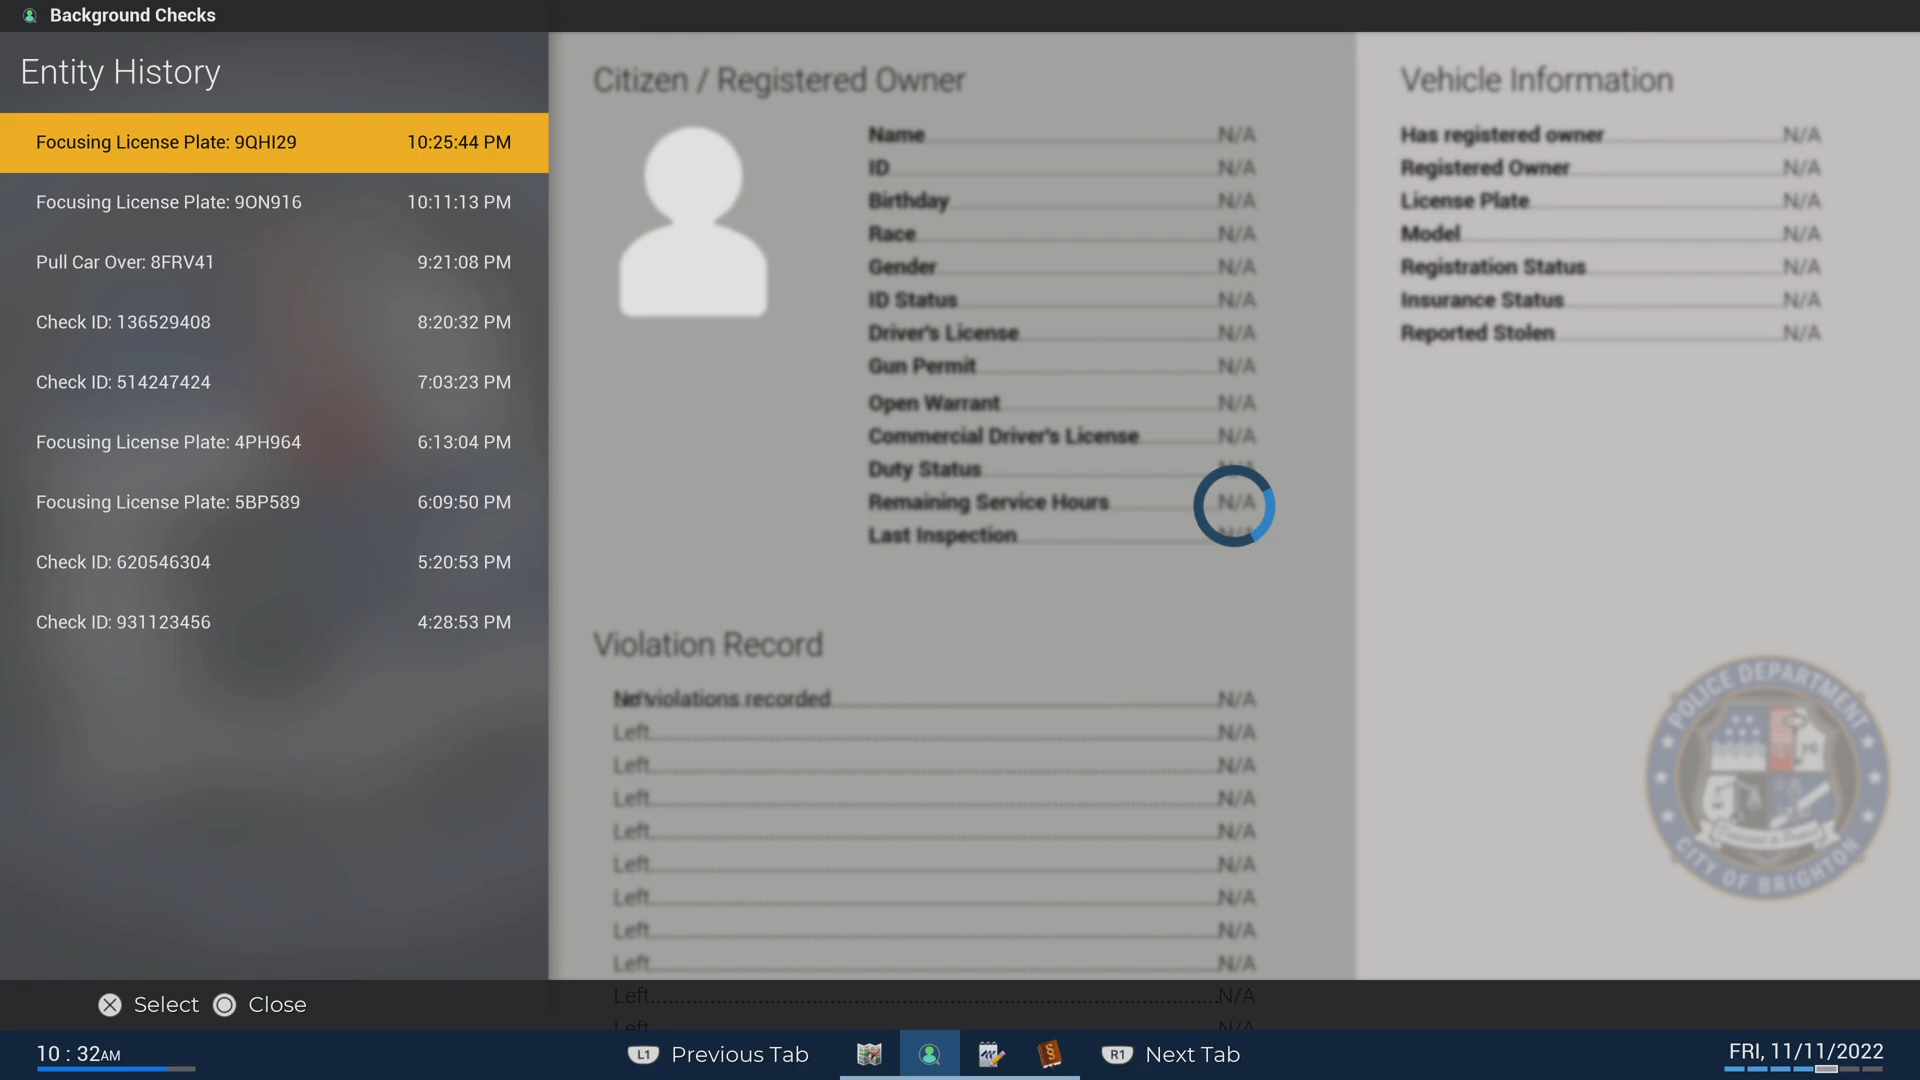 Background Checks
Entity History
Focusing License Plate: 9QHI29 10:25:44 PM
Focusing License Plate: 9ON916 10:11:13 PM
Pull Car Over: 8FRV41 9:21:08 PM
Check ID: 136529408 8:20:32 PM
Check ID: 514247424 7:03:23 PM
Focusing License Plate: 4PH964 6:13:04 PM
Focusing License Plate: 5BP589 6:09:50 PM
Check ID: 620546304 5:20:53 PM
Check ID: 931123456 4:28:53 PM
Citizen / Registered Owner
Name N/A
ID N/A
Birthday N/A
Race N/A
Gender N/A
ID Status N/A
Driver's License N/A
Gun Permit N/A
Open Warrant N/A
Commercial Driver's License N/A
Duty Status N/A
Remaining Service Hours N/A
Last Inspection N/A
Violation Record
No violations recorded N/A
Left N/A
Left N/A
Left N/A
Left N/A
Left N/A
Left N/A
Left N/A
Left N/A
Left N/A
Left
Vehicle Information
Has registered owner N/A
Registered Owner N/A
License Plate N/A
Model N/A
Registration Status N/A
Insurance Status N/A
Reported Stolen N/A
POLICE DEPARTMENT
CITY OF BRIGHTON
Select Close
10 : 32AM
L1 Previous Tab
R1 Next Tab
FRI, 11/11/2022